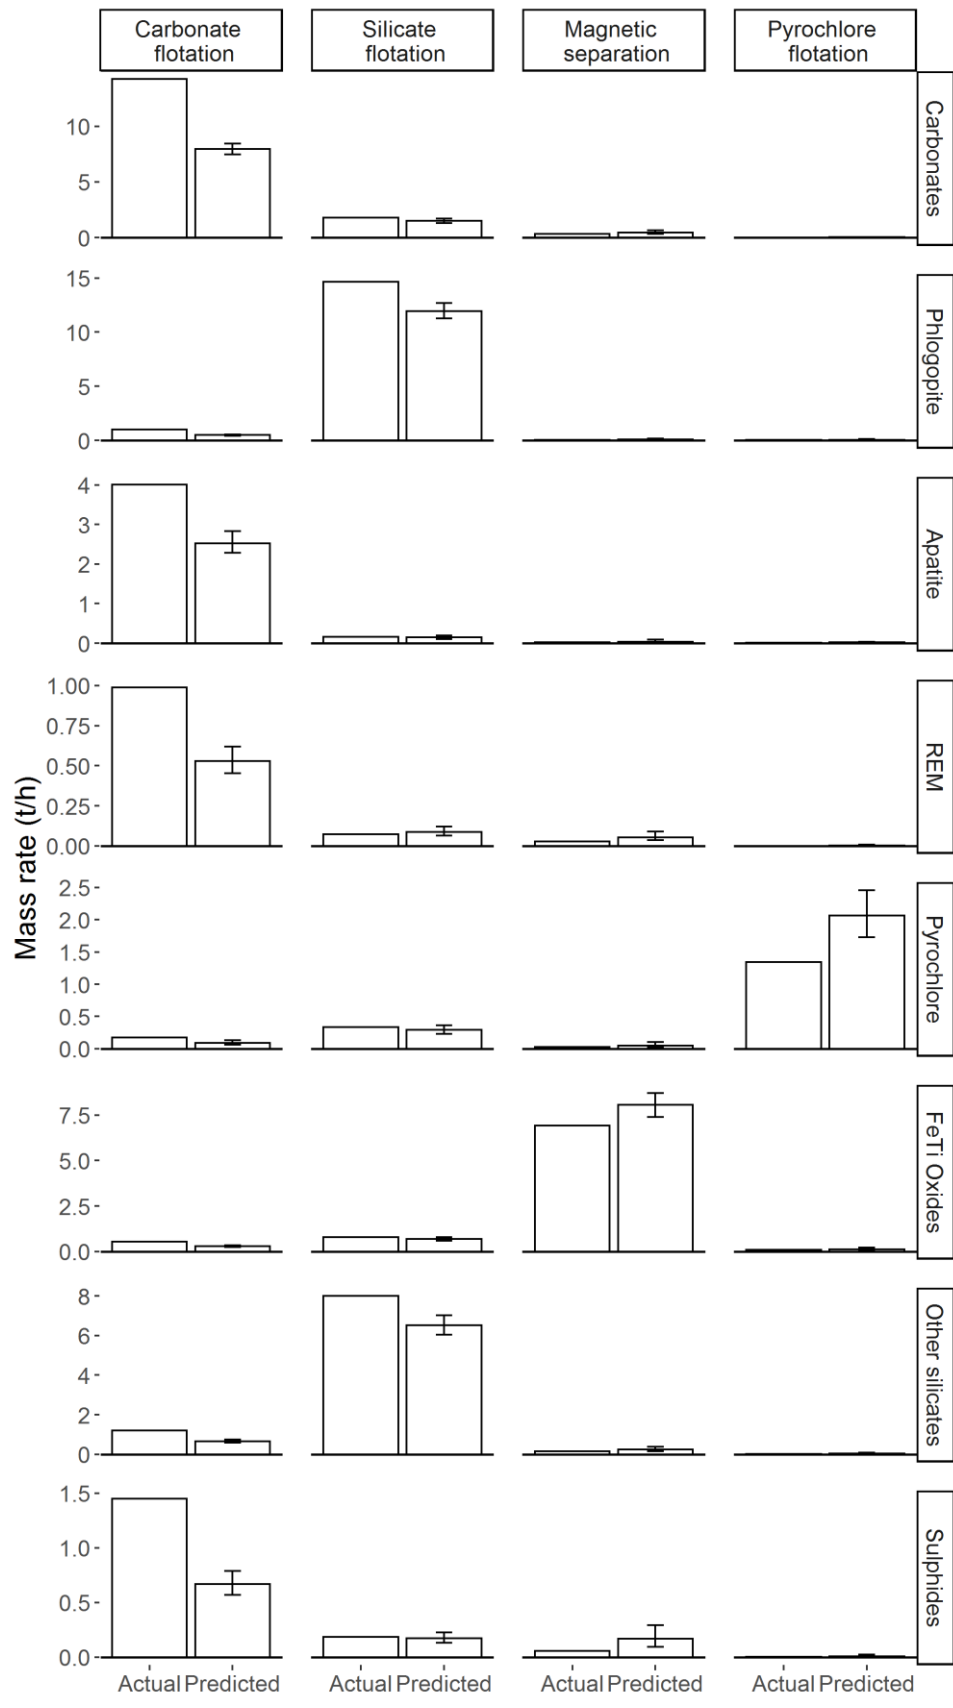 Carbonate flotation
Silicate flotation
Magnetic separation
Pyrochlore flotation
Mass rate (t/h)
10
5
0
Carbonates
15
10
5
0
Phlogopite
4
3
2
1
0
Apatite
1.00
0.75
0.50
0.25
0.00
REM
2.5
2.0
1.5
1.0
0.5
0.0
Pyrochlore
7.5
5.0
2.5
0.0
FeTi Oxides
8
6
4
2
0
Other silicates
1.5
1.0
0.5
0.0
Sulphides
Actual Predicted
Actual Predicted
Actual Predicted
Actual Predicted